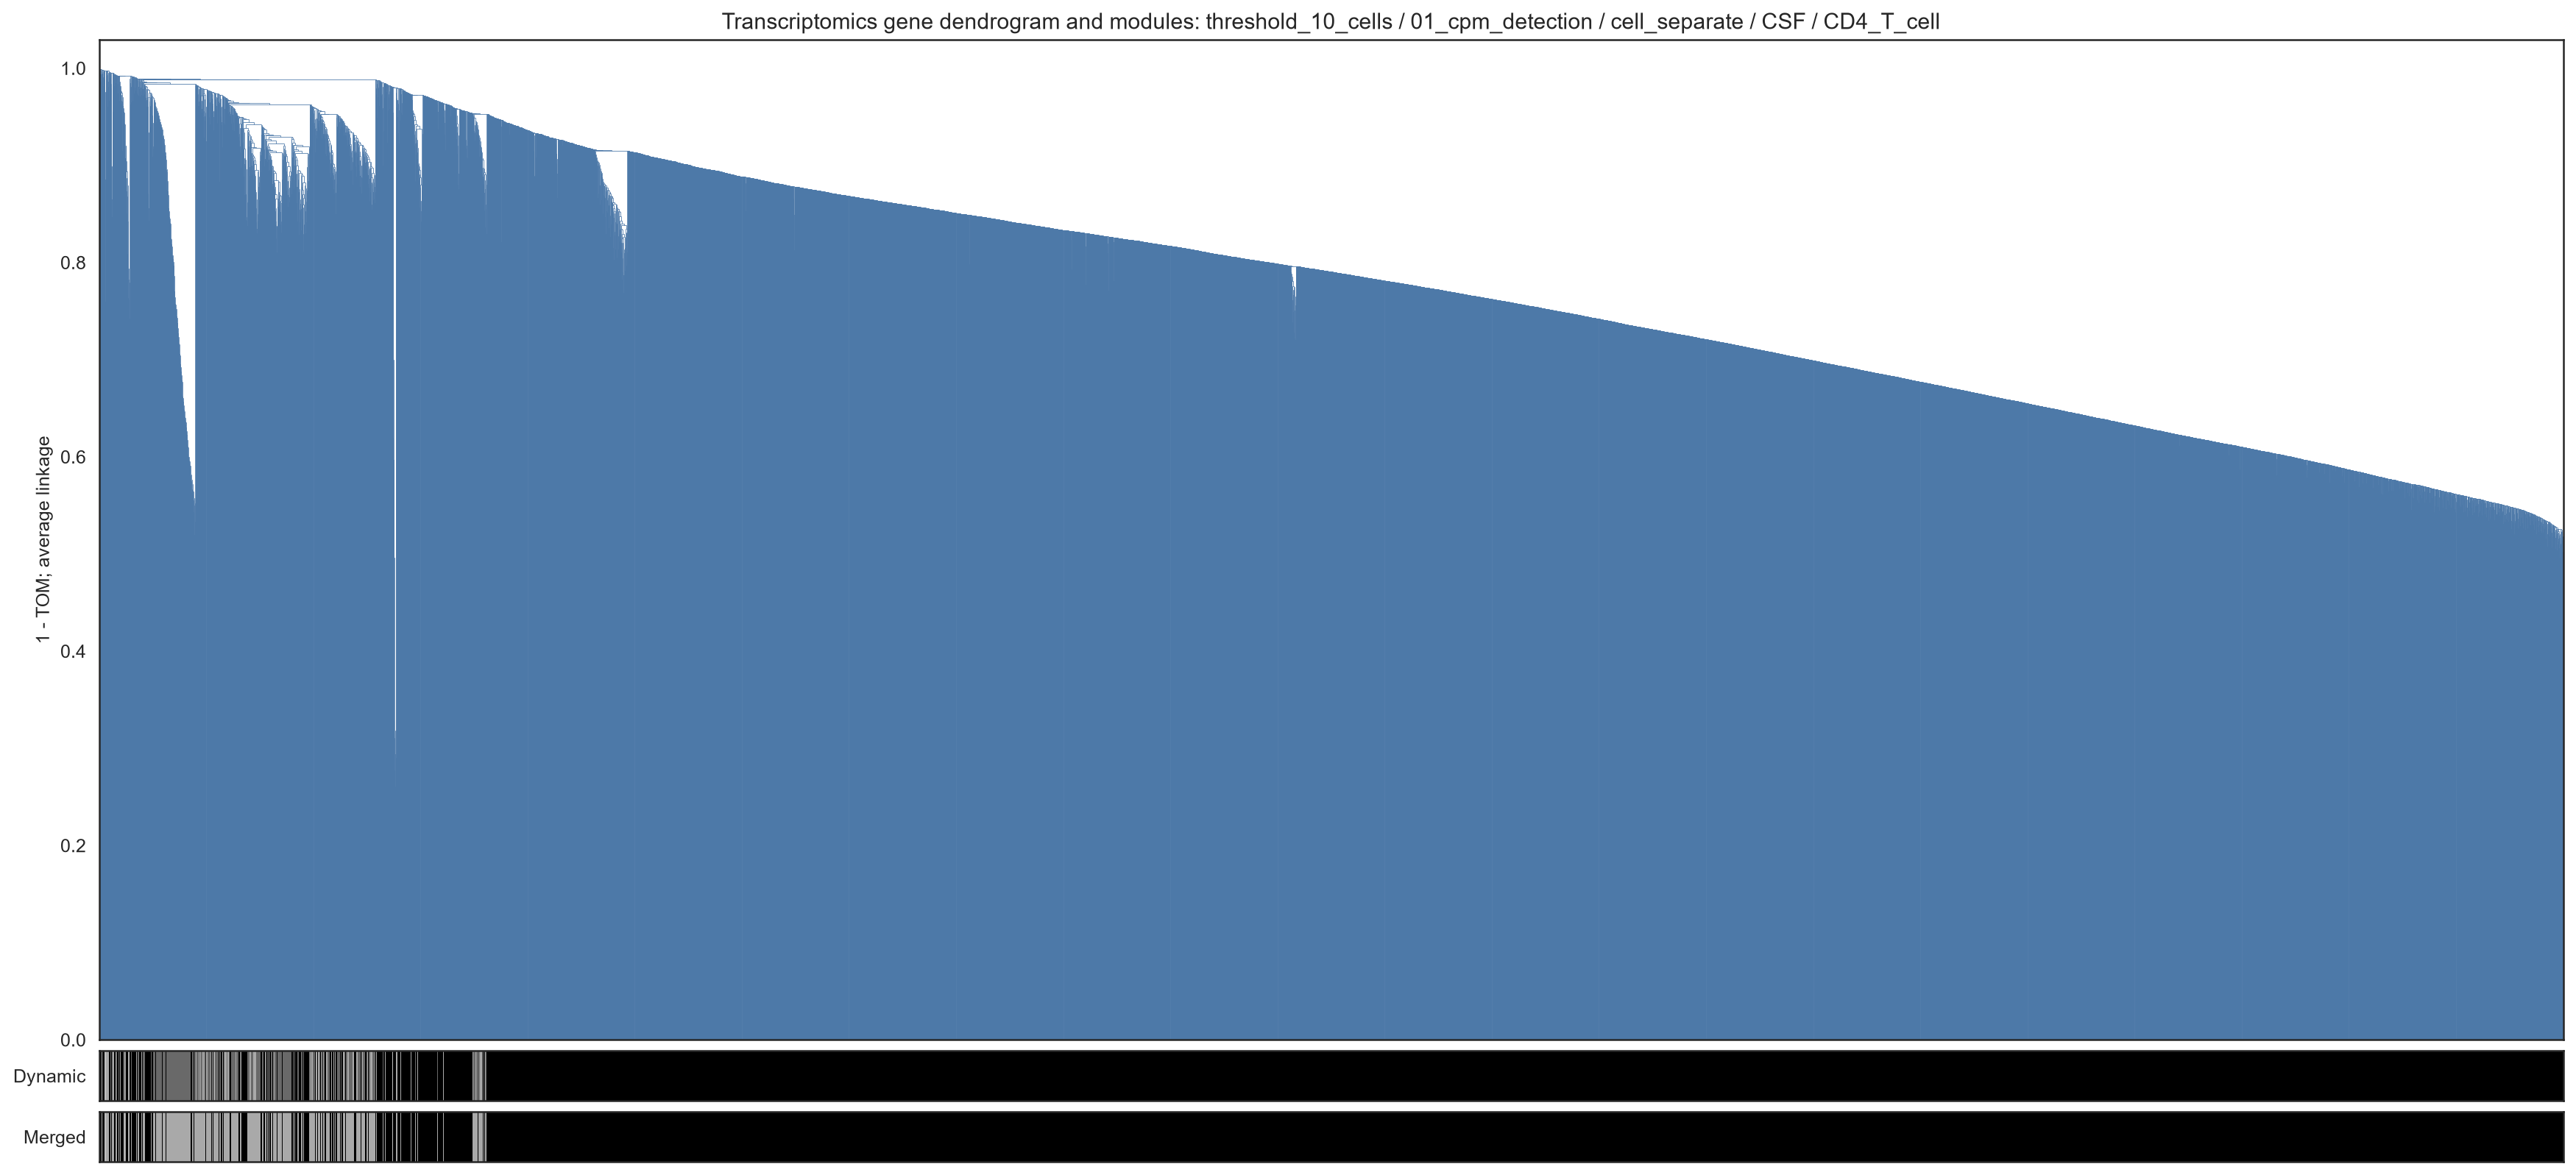 Transcriptomics gene dendrogram and modules: threshold_10_cells / 01_cpm_detection / cell_separate / CSF / CD4_T_cell
1.0
0.8
0.6
0.4
0.2
0.0
1 - TOM; average linkage
Dynamic
Merged